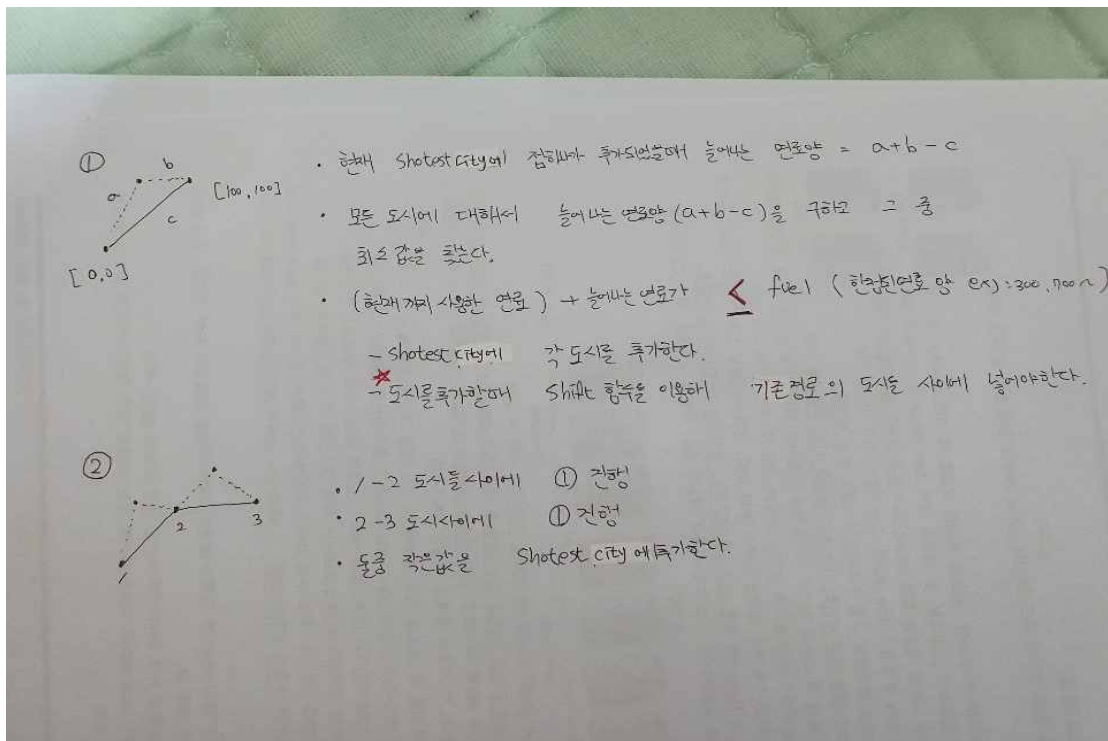 ①
a
b
c
[100,100]
[0,0]
· 현재 Shotest city에 추가되었을때 늘어나는 연료양 = a+b-c
· 모든 도시에 대해서 늘어나는 연료양 (a+b-c)을 구하고 그 중
최소 값을 찾는다.
· (현재까지 사용한 연료) + 늘어나는 연료가 < fuel (한정된연료 양 ex) : 300,
- Shotest city에 각 도시를 추가한다.
☆
- 도시를추가할때 Shift 함수을 이용해 기존경로의 도시들 사이에 넣어야한다.
②
1
2
3
· 1-2 도시들사이에 ① 진행
· 2-3 도시사이에 ① 진행
· 둘중 작은값을 Shotest city에추가한다.